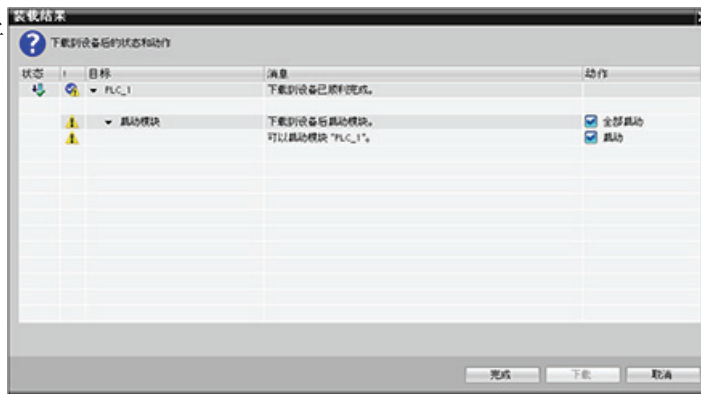 装载结果
下载到设备后的状态和动作
状态 ! 目标 消息 动作
PLC_1 下载到设备已顺利完成。
启动模块 下载到设备后启动模块。 全部启动
可以启动模块 "PLC_1"。 启动
完成 下载 取消